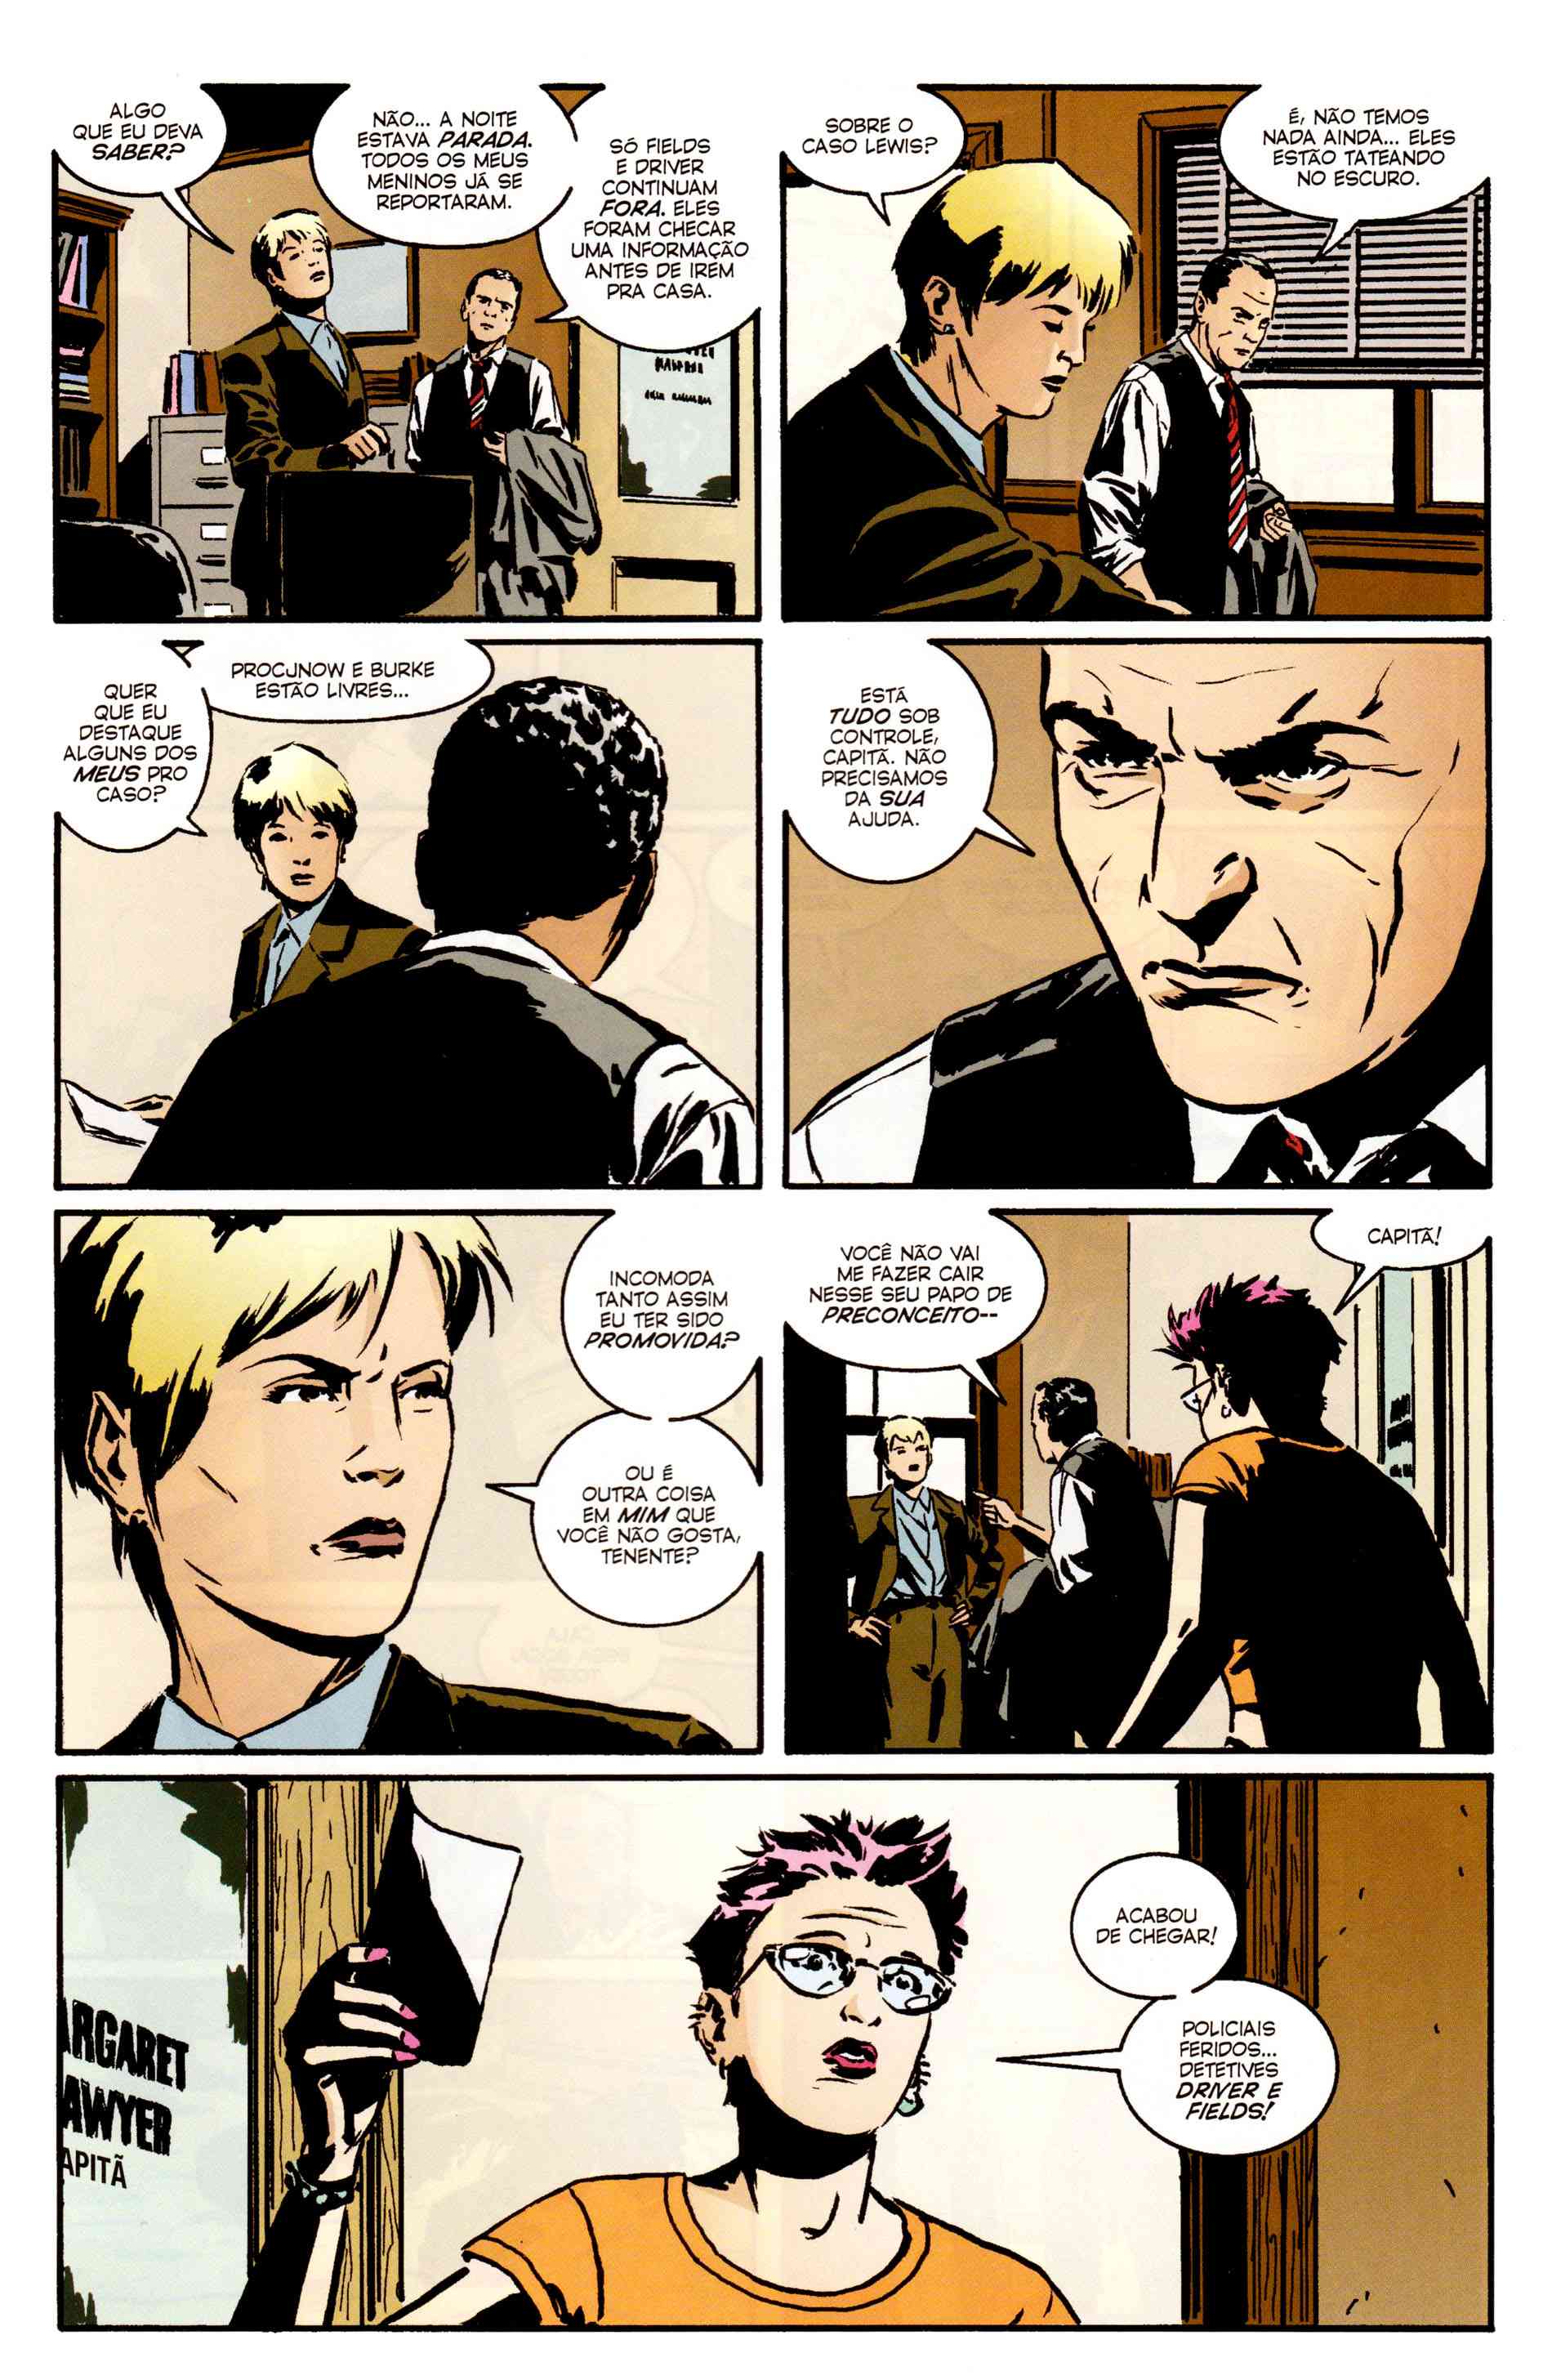 ALGO
QUE EU DEVA
SABER?
NÃO... A NOITE
ESTAVA PARADA.
TODOS OS MEUS
MENINOS JÁ SE
REPORTARAM.
SÓ FIELDS
E DRIVER
CONTINUAM
FORA. ELES
FORAM CHECAR
UMA INFORMAÇÃO
ANTES DE IREM
PRA CASA.
SOBRE O
CASO LEWIS?
É, NÃO TEMOS
NADA AINDA... ELES
ESTÃO TATEANDO
NO ESCURO.
QUER
QUE EU
DESTAQUE
ALGUNS DOS
MEUS PRO
CASO?
PROCJNOW E BURKE
ESTÃO LIVRES...
ESTÁ
TUDO SOB
CONTROLE,
CAPITÃ. NÃO
PRECISAMOS
DA SUA
AJUDA.
INCOMODA
TANTO ASSIM
EU TER SIDO
PROMOVIDA?
OU É
OUTRA COISA
EM MIM QUE
VOCÊ NÃO GOSTA,
TENENTE?
VOCÊ NÃO VAI
ME FAZER CAIR
NESSE SEU PAPO DE
PRECONCEITO--
CAPITÃ!
ACABOU
DE CHEGAR!
POLICIAIS
FERIDOS...
DETETIVES
DRIVER E
FIELDS!
ARGARET
AWYER
APITÃ